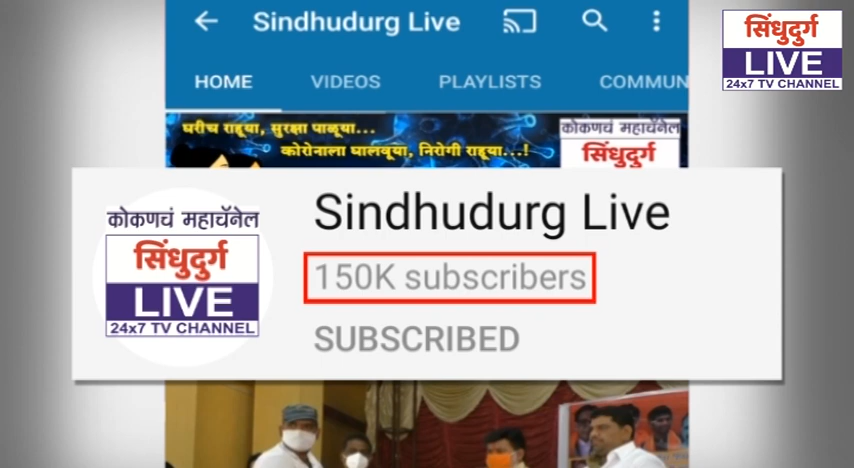 Sindhudurg Live
सिंधुदुर्ग
LIVE
24x7 TV CHANNEL
HOME VIDEOS PLAYLISTS COMMUN
घरीच राहूया, सुरक्षा पाळूया...
कोरोनाला घालवूया, निरोगी राहूया...!
कोकणचं महाचॅनेल
सिंधुदुर्ग
कोकणचं महाचॅनेल
सिंधुदुर्ग
LIVE
24x7 TV CHANNEL
Sindhudurg Live
150K subscribers
SUBSCRIBED